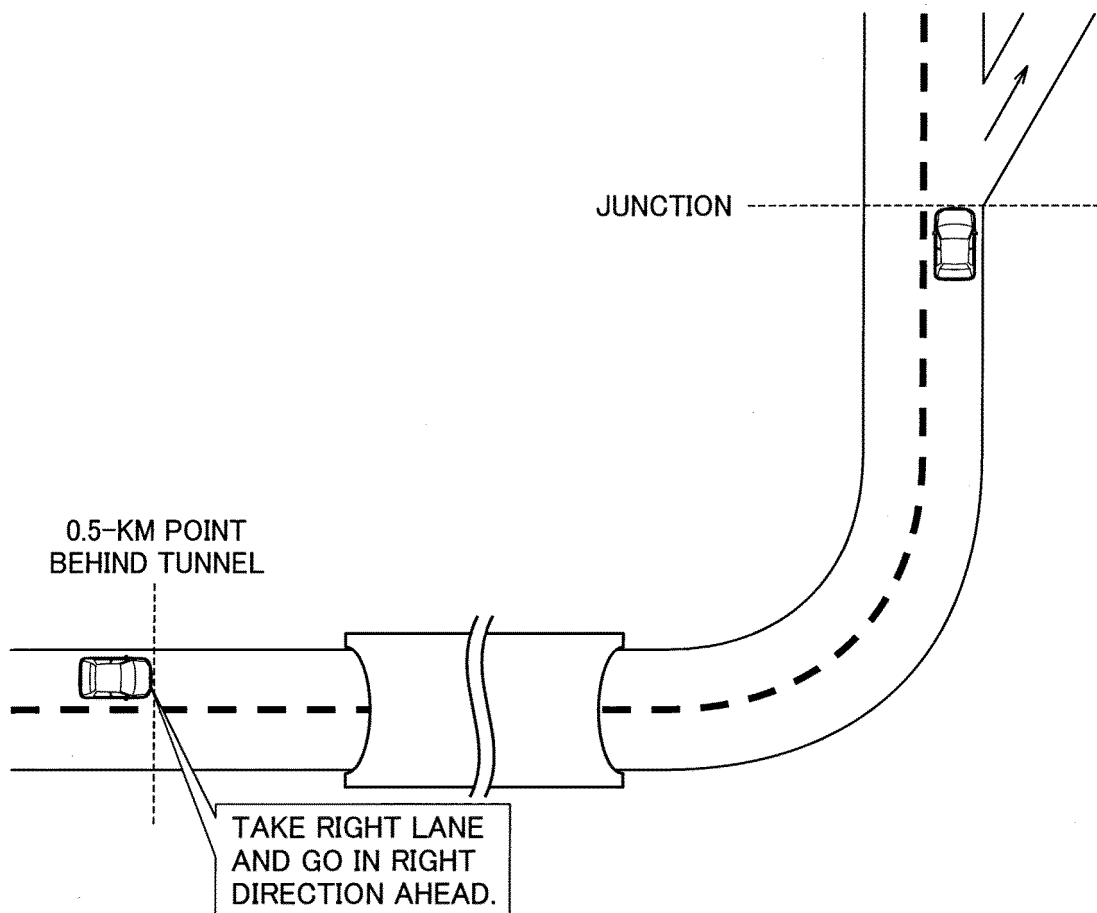 JUNCTION
0.5-KM POINT
BEHIND TUNNEL
TAKE RIGHT LANE
AND GO IN RIGHT
DIRECTION AHEAD.